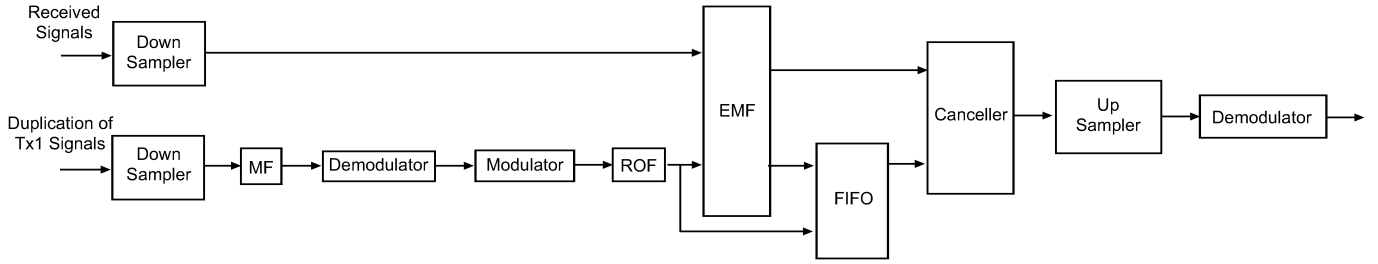 Received
Signals
Down
Sampler
EMF
Canceller
Up
Sampler
Demodulator
Duplication of
Tx1 Signals
Down
Sampler
MF
Demodulator
Modulator
ROF
FIFO